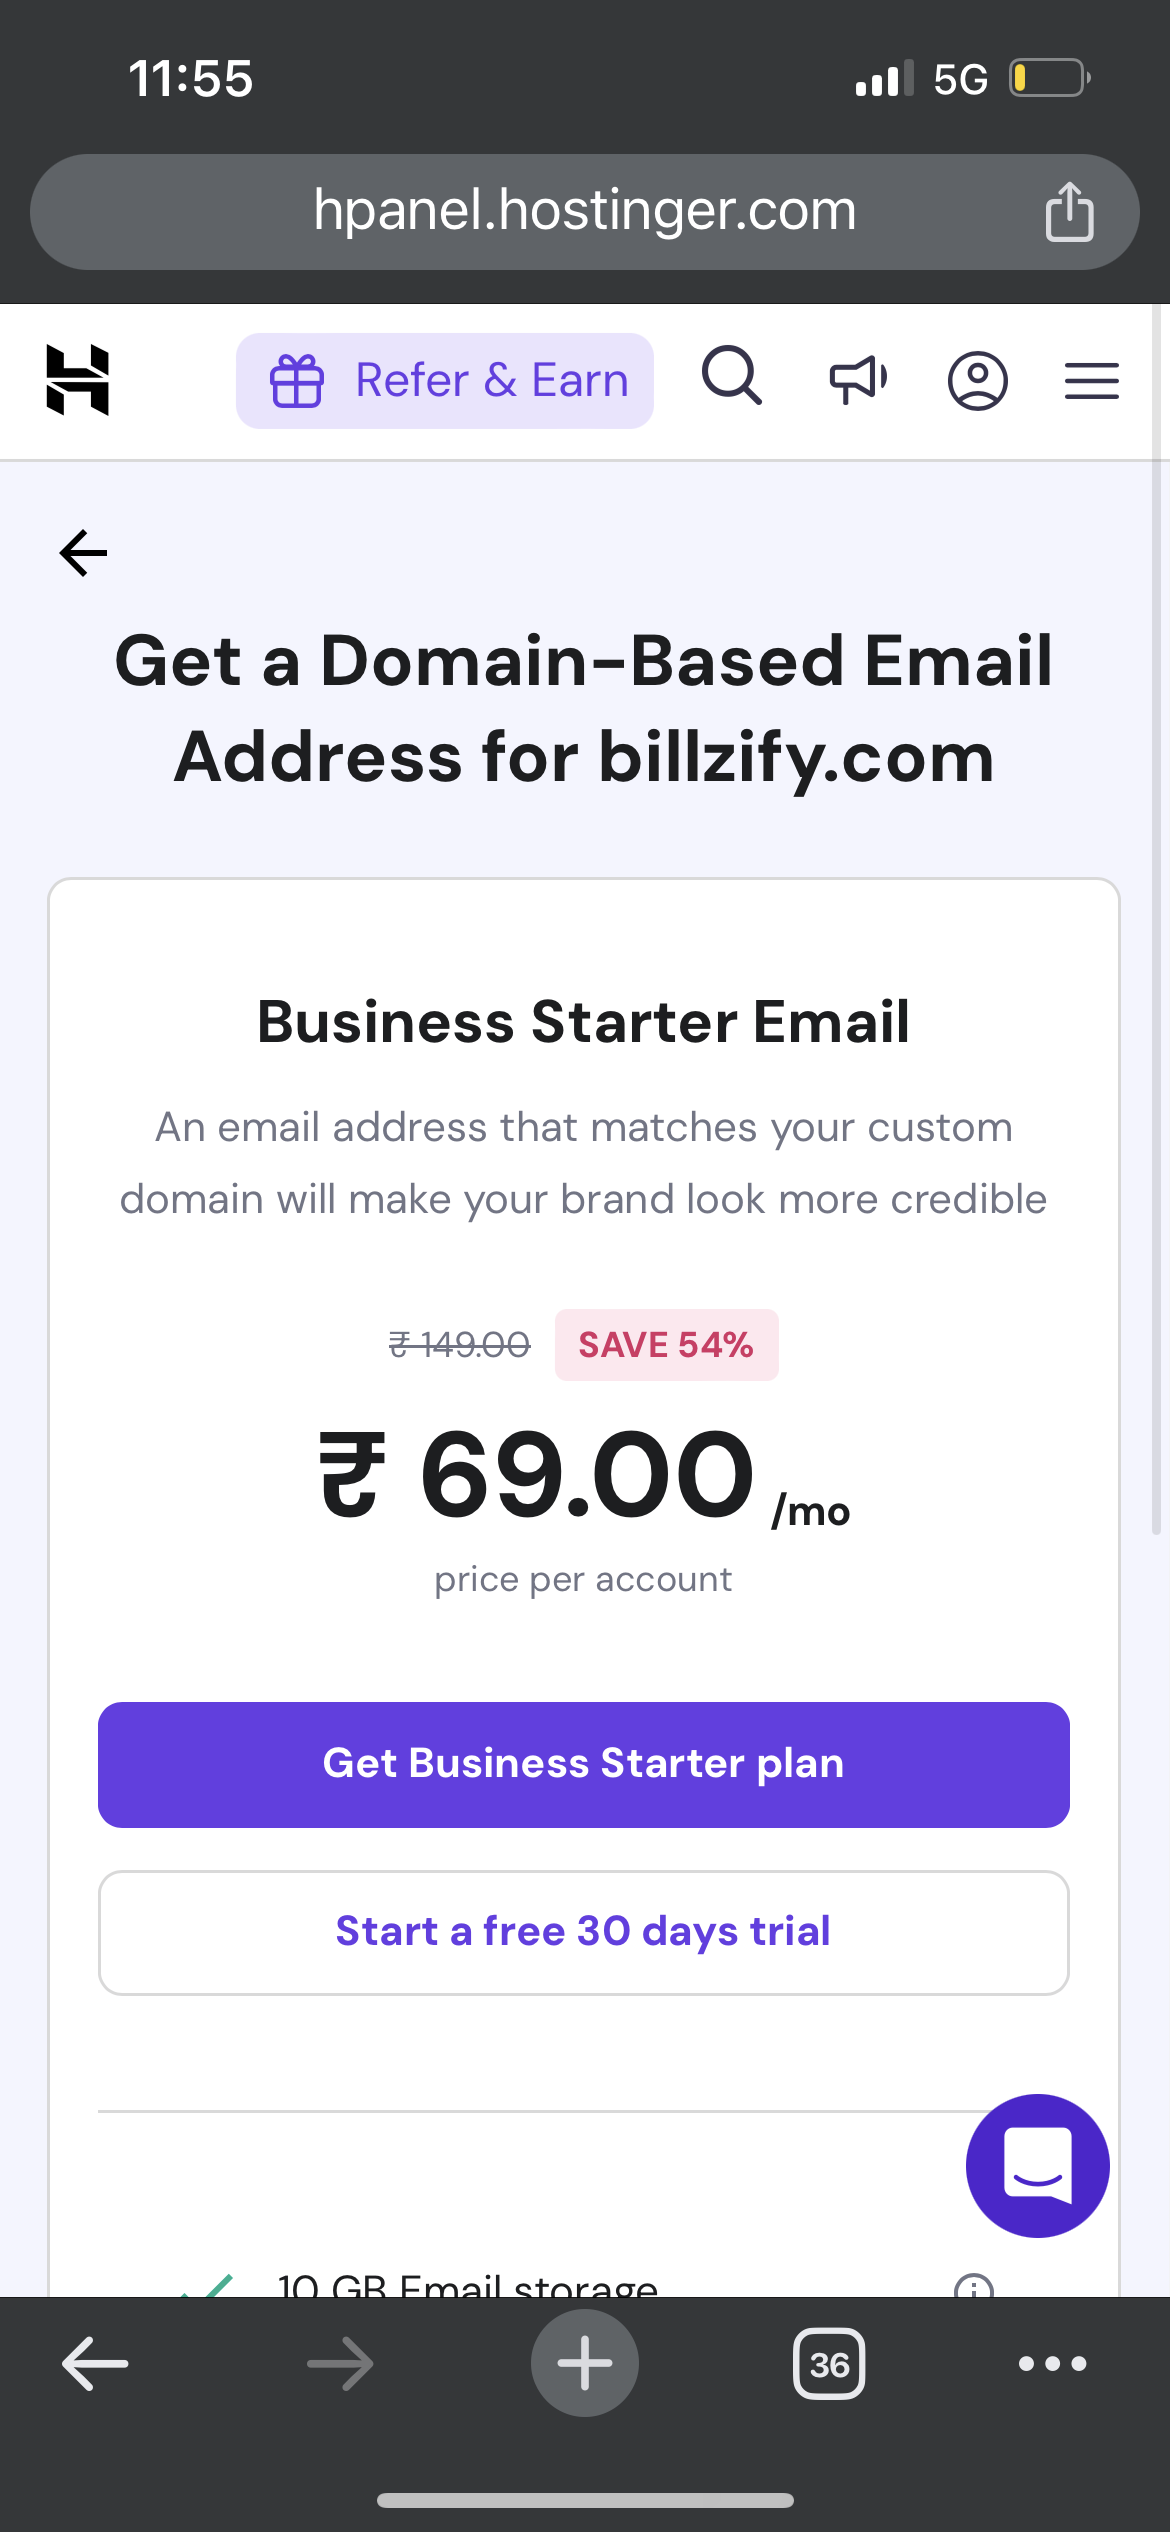 11:55
5G
hpanel.hostinger.com
Refer & Earn
Get a Domain-Based Email
Address for billzify.com
Business Starter Email
An email address that matches your custom
domain will make your brand look more credible
₹ 149.00 SAVE 54%
₹ 69.00 /mo
price per account
Get Business Starter plan
Start a free 30 days trial
10 GB Email storage
36